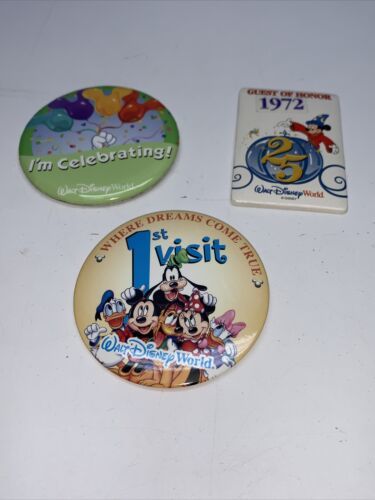 I'm Celebrating!
Walt Disney World
GUEST OF HONOR
1972
25
Walt Disney World
© DISNEY
WHERE DREAMS COME TRUE
1st visit
Walt Disney World